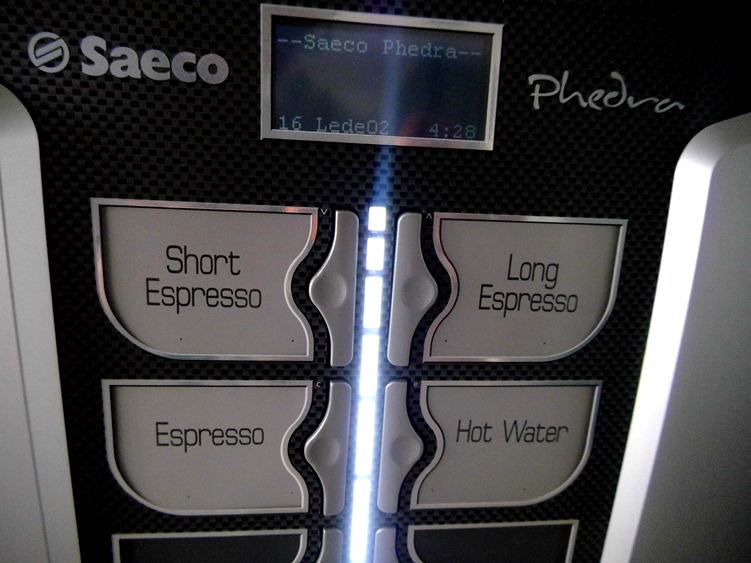 Saeco
--Saeco Phedra--
16 Lede02 4:28
Phedra
Short
Espresso
Long
Espresso
Espresso
Hot Water